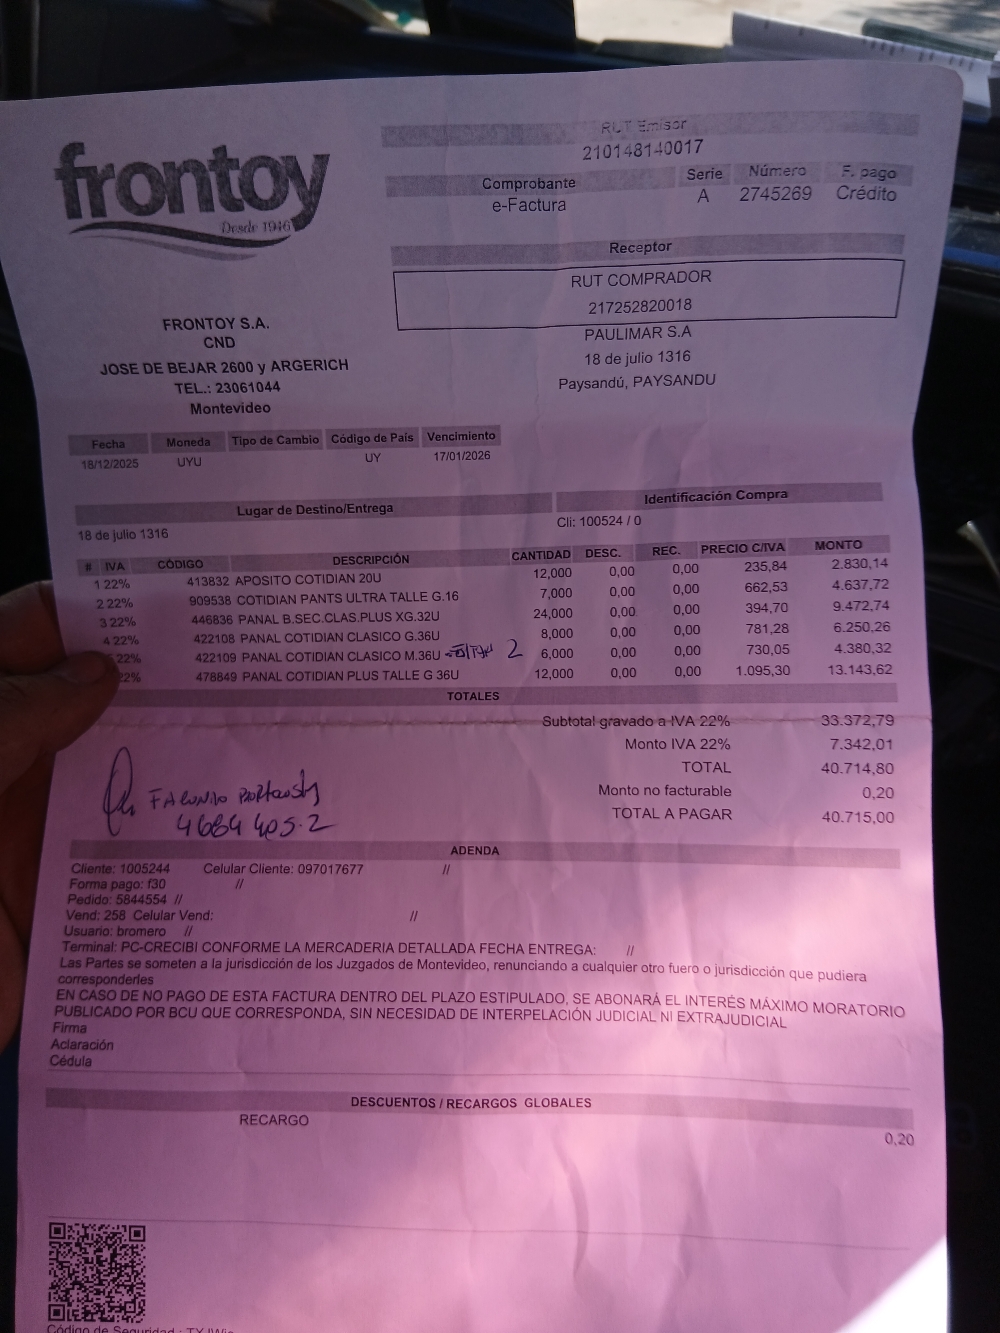 frontoy
Desde 1946
RUT Emisor
210148140017
Comprobante Serie Número F. pago
e-Factura A 2745269 Crédito
Receptor
RUT COMPRADOR
217252820018
PAULIMAR S.A
18 de julio 1316
Paysandú, PAYSANDU
FRONTOY S.A.
CND
JOSE DE BEJAR 2600 y ARGERICH
TEL.: 23061044
Montevideo
Fecha Moneda Tipo de Cambio Código de País Vencimiento
18/12/2025 UYU UY 17/01/2026
Lugar de Destino/Entrega Identificación Compra
18 de julio 1316 Cli: 100524 / 0
# IVA CÓDIGO DESCRIPCIÓN CANTIDAD DESC. REC. PRECIO C/IVA MONTO
1 22% 413832 APOSITO COTIDIAN 20U 12,000 0,00 0,00 235,84 2.830,14
2 22% 909538 COTIDIAN PANTS ULTRA TALLE G.16 7,000 0,00 0,00 662,53 4.637,72
3 22% 446836 PANAL B.SEC.CLAS.PLUS XG.32U 24,000 0,00 0,00 394,70 9.472,74
4 22% 422108 PANAL COTIDIAN CLASICO G.36U 8,000 0,00 0,00 781,28 6.250,26
22% 422109 PANAL COTIDIAN CLASICO M.36U 2 6,000 0,00 0,00 730,05 4.380,32
22% 478849 PANAL COTIDIAN PLUS TALLE G 36U 12,000 0,00 0,00 1.095,30 13.143,62
TOTALES
Subtotal gravado a IVA 22% 33.372,79
Monto IVA 22% 7.342,01
TOTAL 40.714,80
Monto no facturable 0,20
TOTAL A PAGAR 40.715,00
4684 405-2
ADENDA
Cliente: 1005244 Celular Cliente: 097017677 //
Forma pago: f30 //
Pedido: 5844554 //
Vend: 258 Celular Vend: //
Usuario: bromero //
Terminal: PC-CRECIBI CONFORME LA MERCADERIA DETALLADA FECHA ENTREGA: //
Las Partes se someten a la jurisdicción de los Juzgados de Montevideo, renunciando a cualquier otro fuero o jurisdicción que pudiera
corresponderles
EN CASO DE NO PAGO DE ESTA FACTURA DENTRO DEL PLAZO ESTIPULADO, SE ABONARÁ EL INTERÉS MÁXIMO MORATORIO
PUBLICADO POR BCU QUE CORRESPONDA, SIN NECESIDAD DE INTERPELACIÓN JUDICIAL NI EXTRAJUDICIAL
Firma
Aclaración
Cédula
DESCUENTOS / RECARGOS GLOBALES
RECARGO
0,20
Código de Seguridad :